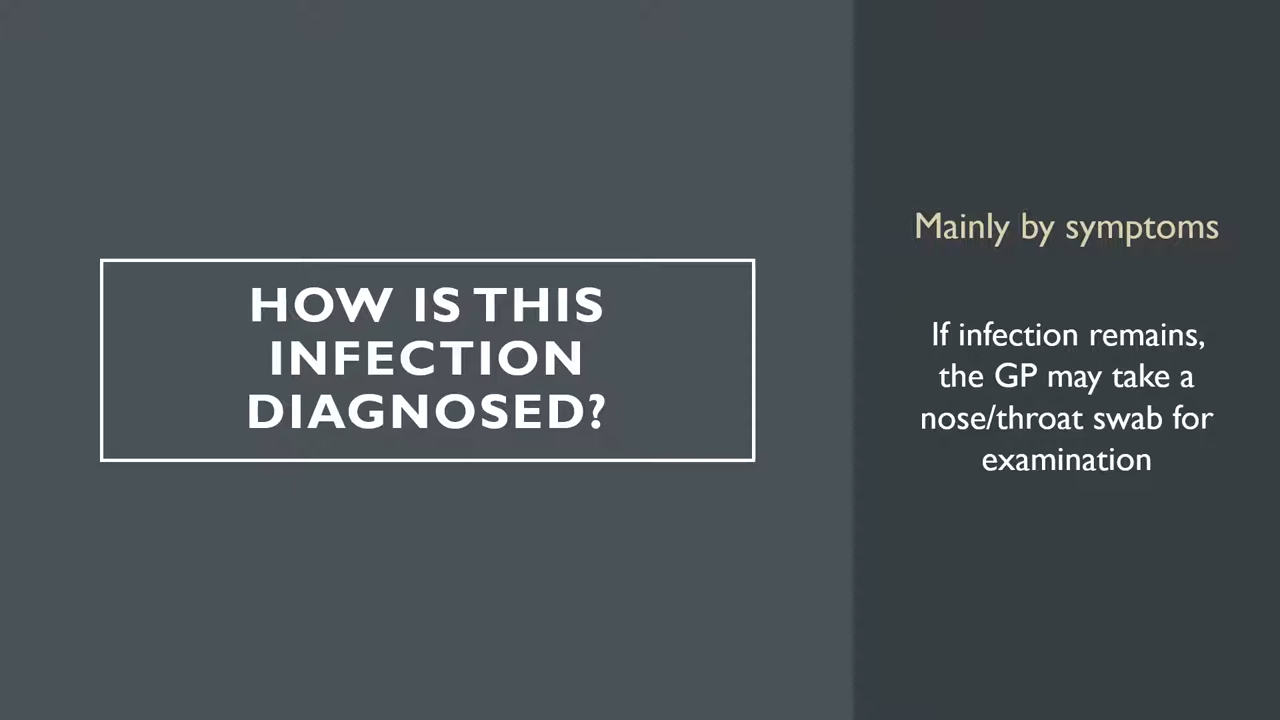 HOW IS THIS
INFECTION
DIAGNOSED?
Mainly by symptoms
If infection remains,
the GP may take a
nose/throat swab for
examination